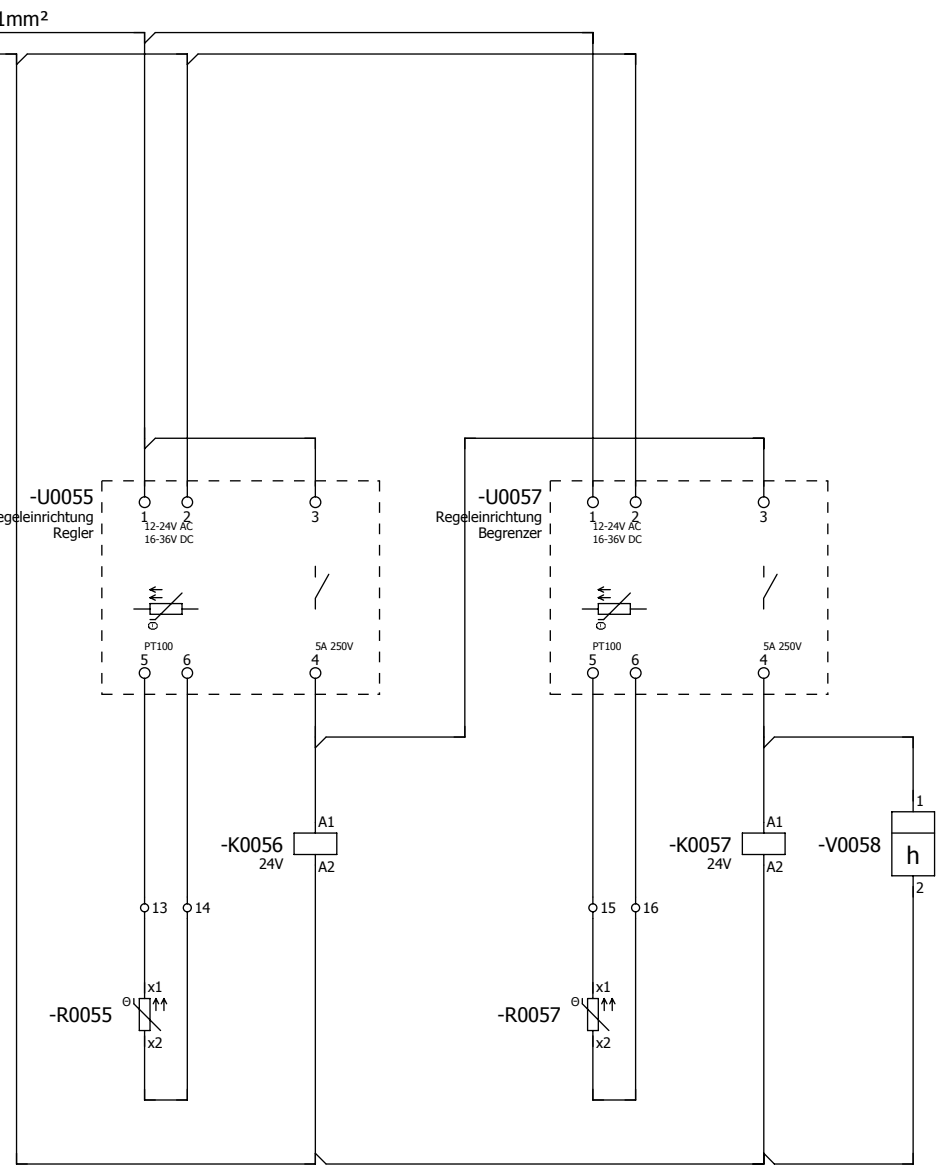 1mm²
-U0055
egeleinrichtung
Regler
1
2
3
12-24V AC
16-36V DC
Θ
PT100
5A 250V
5
6
4
-U0057
Regeleinrichtung
Begrenzer
1
2
3
12-24V AC
16-36V DC
Θ
PT100
5A 250V
5
6
4
-K0056
24V
A1
A2
-K0057
24V
A1
A2
-V0058
1
h
2
13
14
15
16
-R0055
Θ
x1
x2
-R0057
Θ
x1
x2